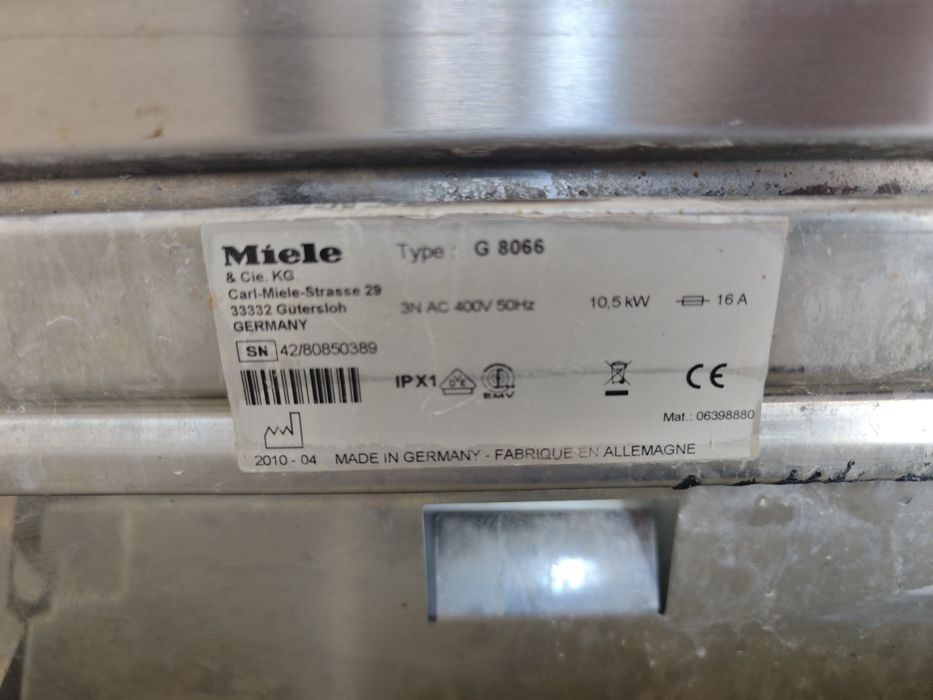 Miele Type : G 8066
& Cie. KG
Carl-Miele-Strasse 29
33332 Gütersloh 3N AC 400V 50Hz 10,5 kW 16 A
GERMANY
SN 42/80850389
IPX1 DVE EMV CE
Mat.: 06398880
2010 - 04 MADE IN GERMANY - FABRIQUE EN ALLEMAGNE